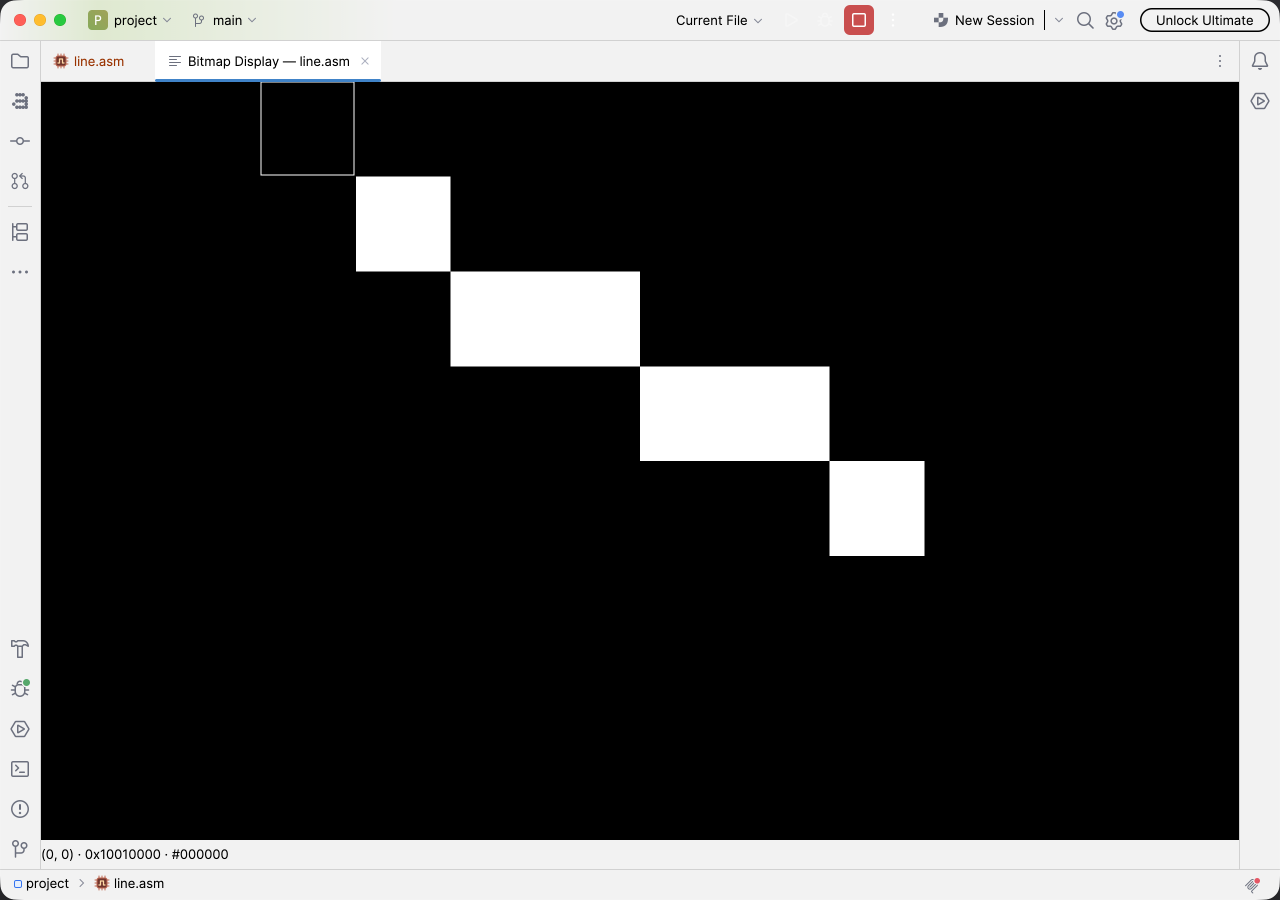 P project
main
Current File
New Session
Unlock Ultimate
line.asm
Bitmap Display — line.asm
(0, 0) · 0x10010000 · #000000
project
line.asm